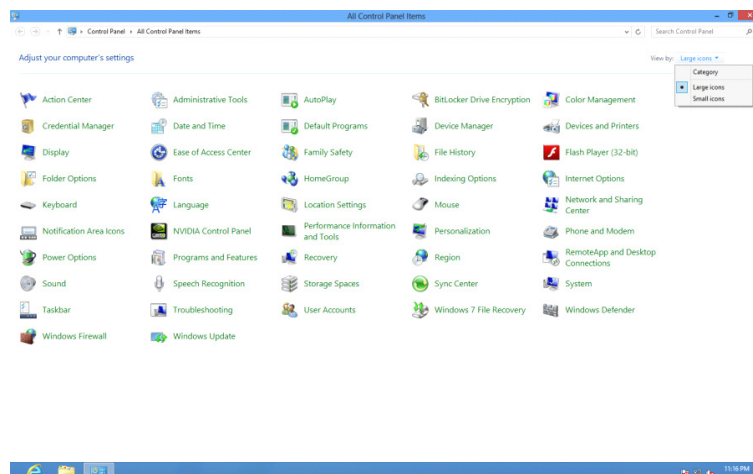 All Control Panel Items
Control Panel All Control Panel Items
Search Control Panel
Adjust your computer's settings
View by: Large icons
Category
Large icons
Small icons
Action Center
Administrative Tools
AutoPlay
BitLocker Drive Encryption
Color Management
Credential Manager
Date and Time
Default Programs
Device Manager
Devices and Printers
Display
Ease of Access Center
Family Safety
File History
Flash Player (32-bit)
Folder Options
Fonts
HomeGroup
Indexing Options
Internet Options
Keyboard
Language
Location Settings
Mouse
Network and Sharing
Center
Notification Area Icons
NVIDIA Control Panel
Performance Information
and Tools
Personalization
Phone and Modem
Power Options
Programs and Features
Recovery
Region
RemoteApp and Desktop
Connections
Sound
Speech Recognition
Storage Spaces
Sync Center
System
Taskbar
Troubleshooting
User Accounts
Windows 7 File Recovery
Windows Defender
Windows Firewall
Windows Update
11:16 PM